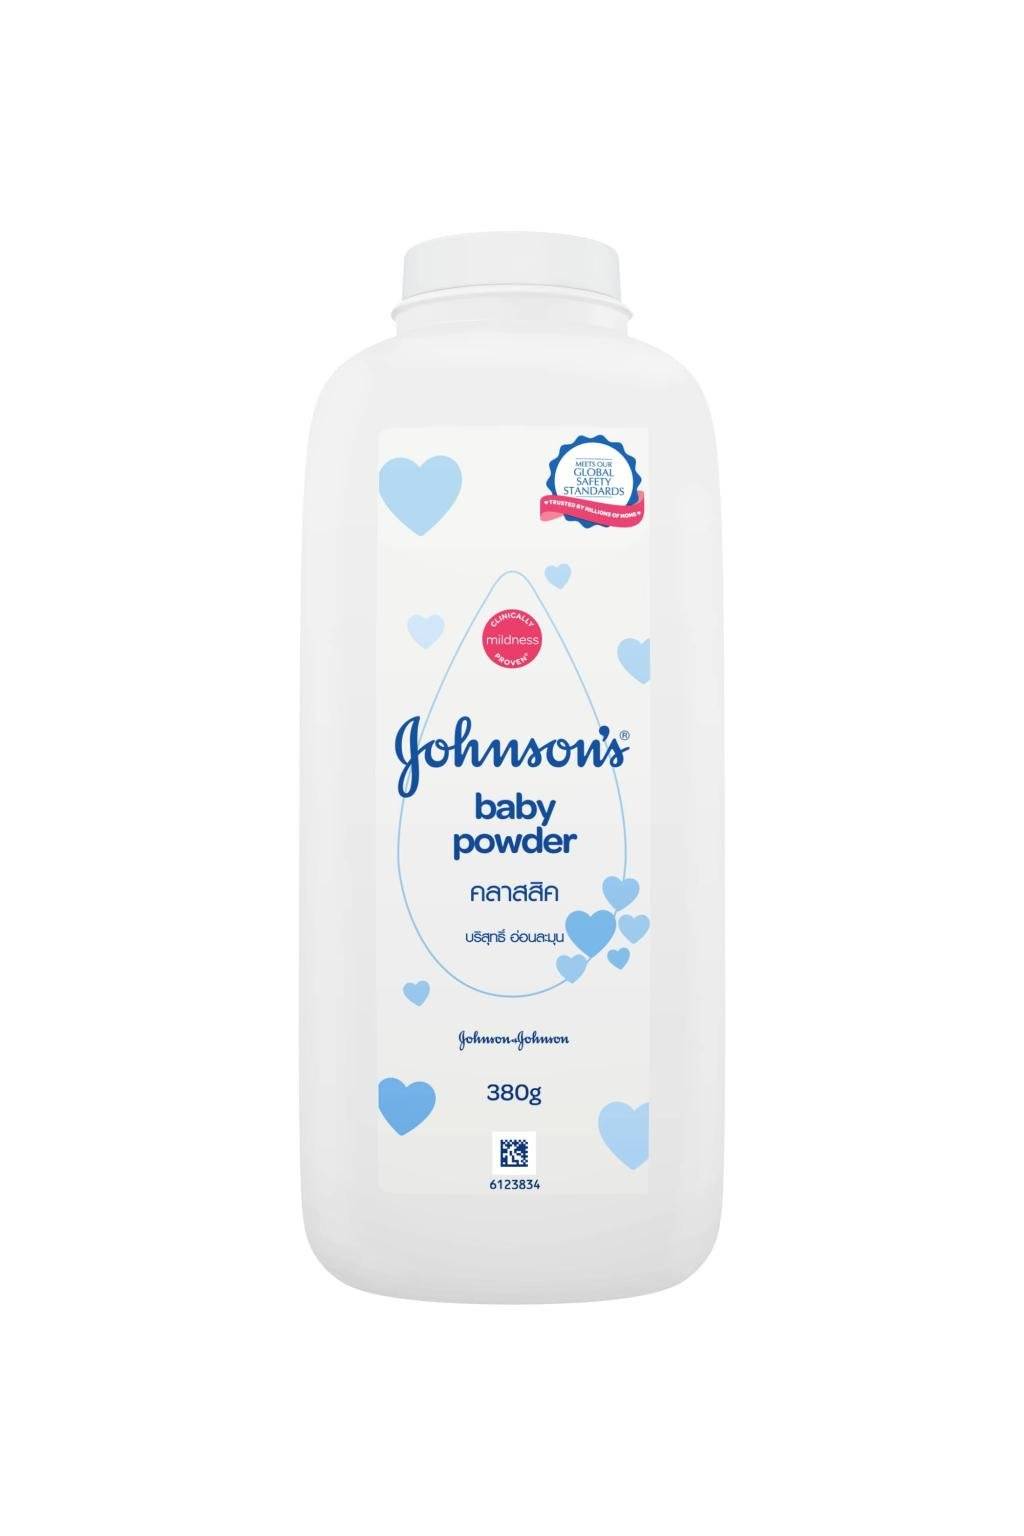 MEETS OUR
GLOBAL
SAFETY
STANDARDS
TRUSTED BY MILLIONS OF MOMS
CLINICALLY
mildness
PROVEN®
Johnson's®
baby
powder
คลาสสิค
บริสุทธิ์ อ่อนละมุน
Johnson&Johnson
380g
6123834